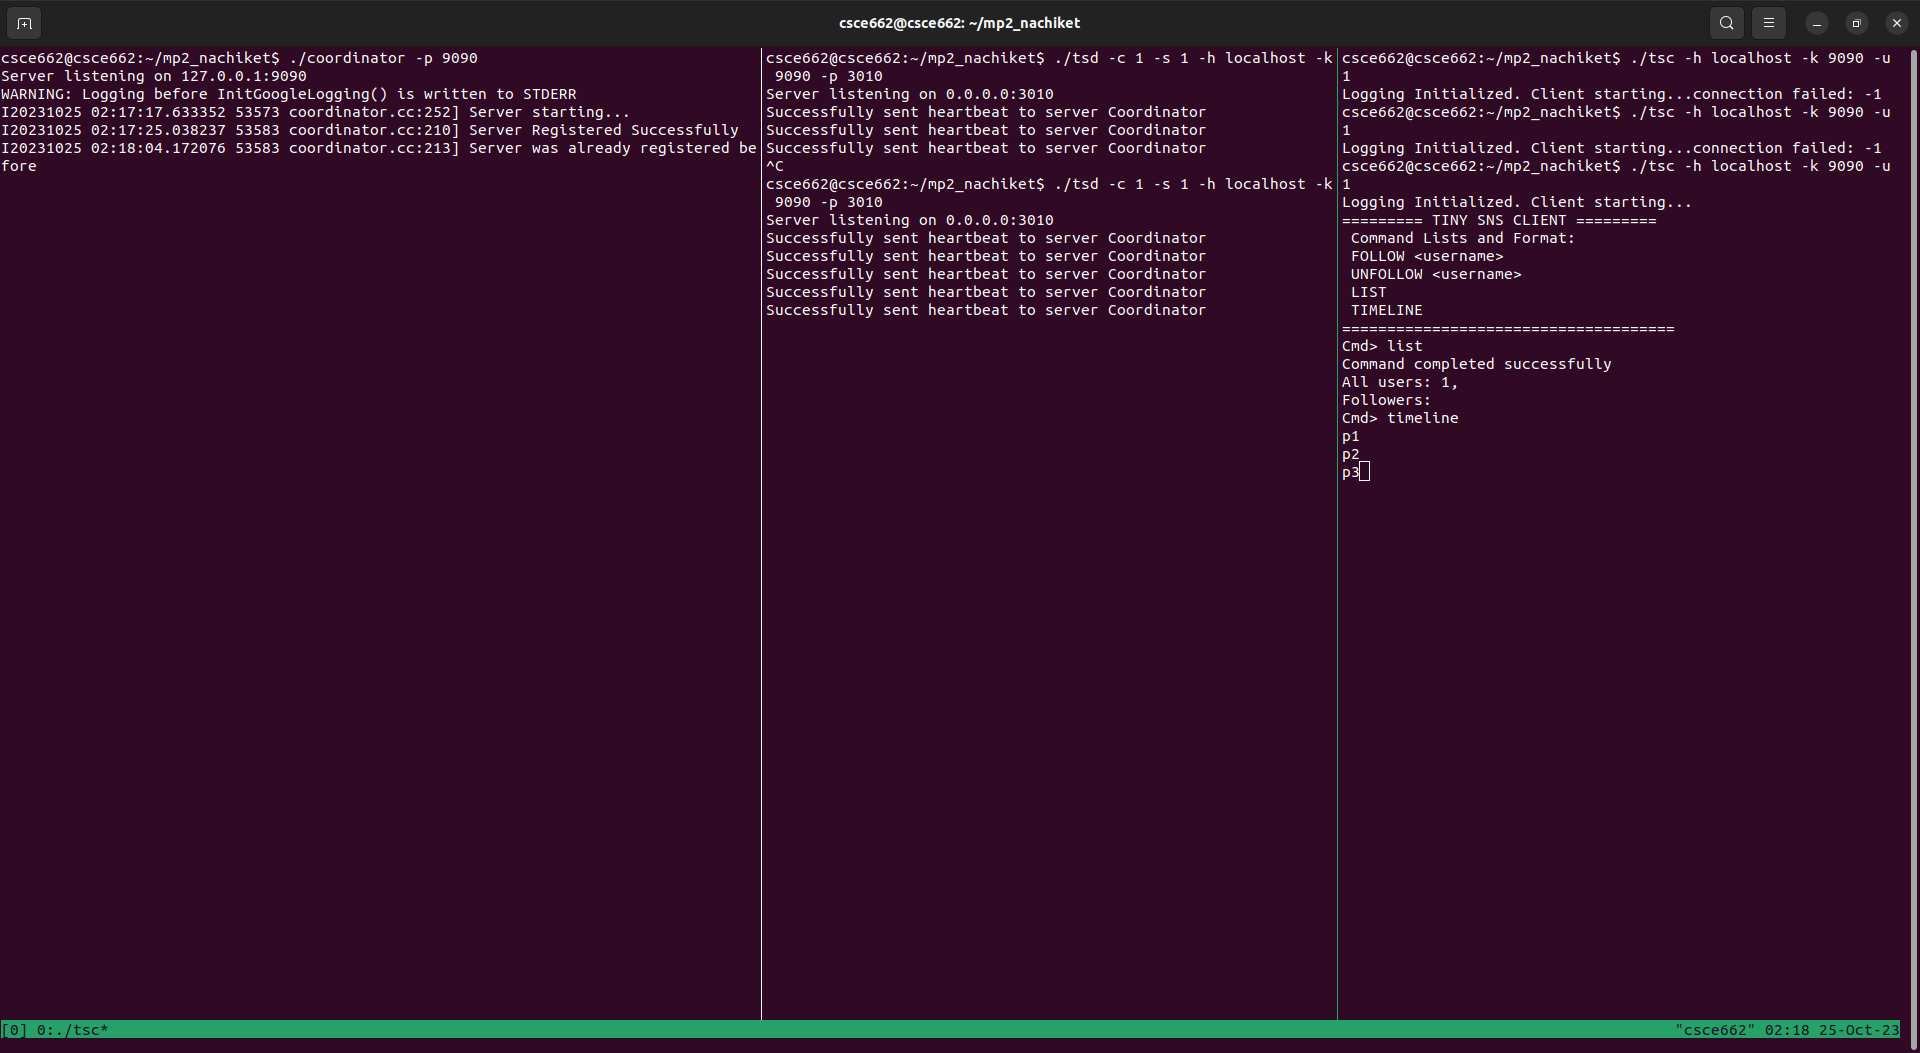 csce662@csce662: ~/mp2_nachiket
csce662@csce662:~/mp2_nachiket$ ./coordinator -p 9090
Server listening on 127.0.0.1:9090
WARNING: Logging before InitGoogleLogging() is written to STDERR
I20231025 02:17:17.633352 53573 coordinator.cc:252] Server starting...
I20231025 02:17:25.038237 53583 coordinator.cc:210] Server Registered Successfully
I20231025 02:18:04.172076 53583 coordinator.cc:213] Server was already registered be
fore
csce662@csce662:~/mp2_nachiket$ ./tsd -c 1 -s 1 -h localhost -k
 9090 -p 3010
Server listening on 0.0.0.0:3010
Successfully sent heartbeat to server Coordinator
Successfully sent heartbeat to server Coordinator
Successfully sent heartbeat to server Coordinator
^C
csce662@csce662:~/mp2_nachiket$ ./tsd -c 1 -s 1 -h localhost -k
 9090 -p 3010
Server listening on 0.0.0.0:3010
Successfully sent heartbeat to server Coordinator
Successfully sent heartbeat to server Coordinator
Successfully sent heartbeat to server Coordinator
Successfully sent heartbeat to server Coordinator
Successfully sent heartbeat to server Coordinator
csce662@csce662:~/mp2_nachiket$ ./tsc -h localhost -k 9090 -u
1
Logging Initialized. Client starting...connection failed: -1
csce662@csce662:~/mp2_nachiket$ ./tsc -h localhost -k 9090 -u
1
Logging Initialized. Client starting...connection failed: -1
csce662@csce662:~/mp2_nachiket$ ./tsc -h localhost -k 9090 -u
1
Logging Initialized. Client starting...
========= TINY SNS CLIENT =========
 Command Lists and Format:
 FOLLOW <username>
 UNFOLLOW <username>
 LIST
 TIMELINE
=====================================
Cmd> list
Command completed successfully
All users: 1,
Followers:
Cmd> timeline
p1
p2
p3
[0] 0:./tsc*
"csce662" 02:18 25-Oct-23